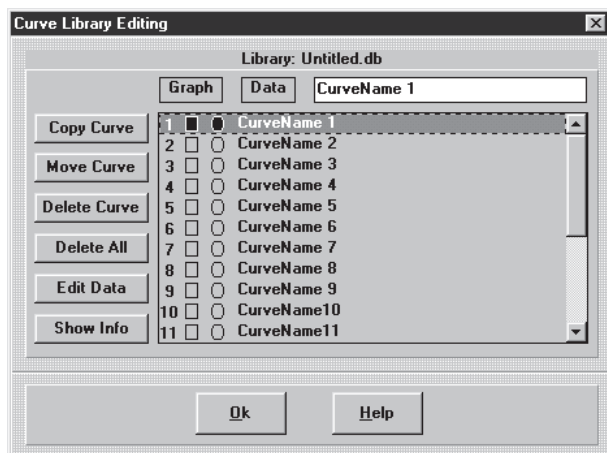 Curve Library Editing
Library: Untitled.db
Graph Data CurveName 1
Copy Curve
Move Curve
Delete Curve
Delete All
Edit Data
Show Info
1 CurveName 1
2 CurveName 2
3 CurveName 3
4 CurveName 4
5 CurveName 5
6 CurveName 6
7 CurveName 7
8 CurveName 8
9 CurveName 9
10 CurveName10
11 CurveName11
Ok Help